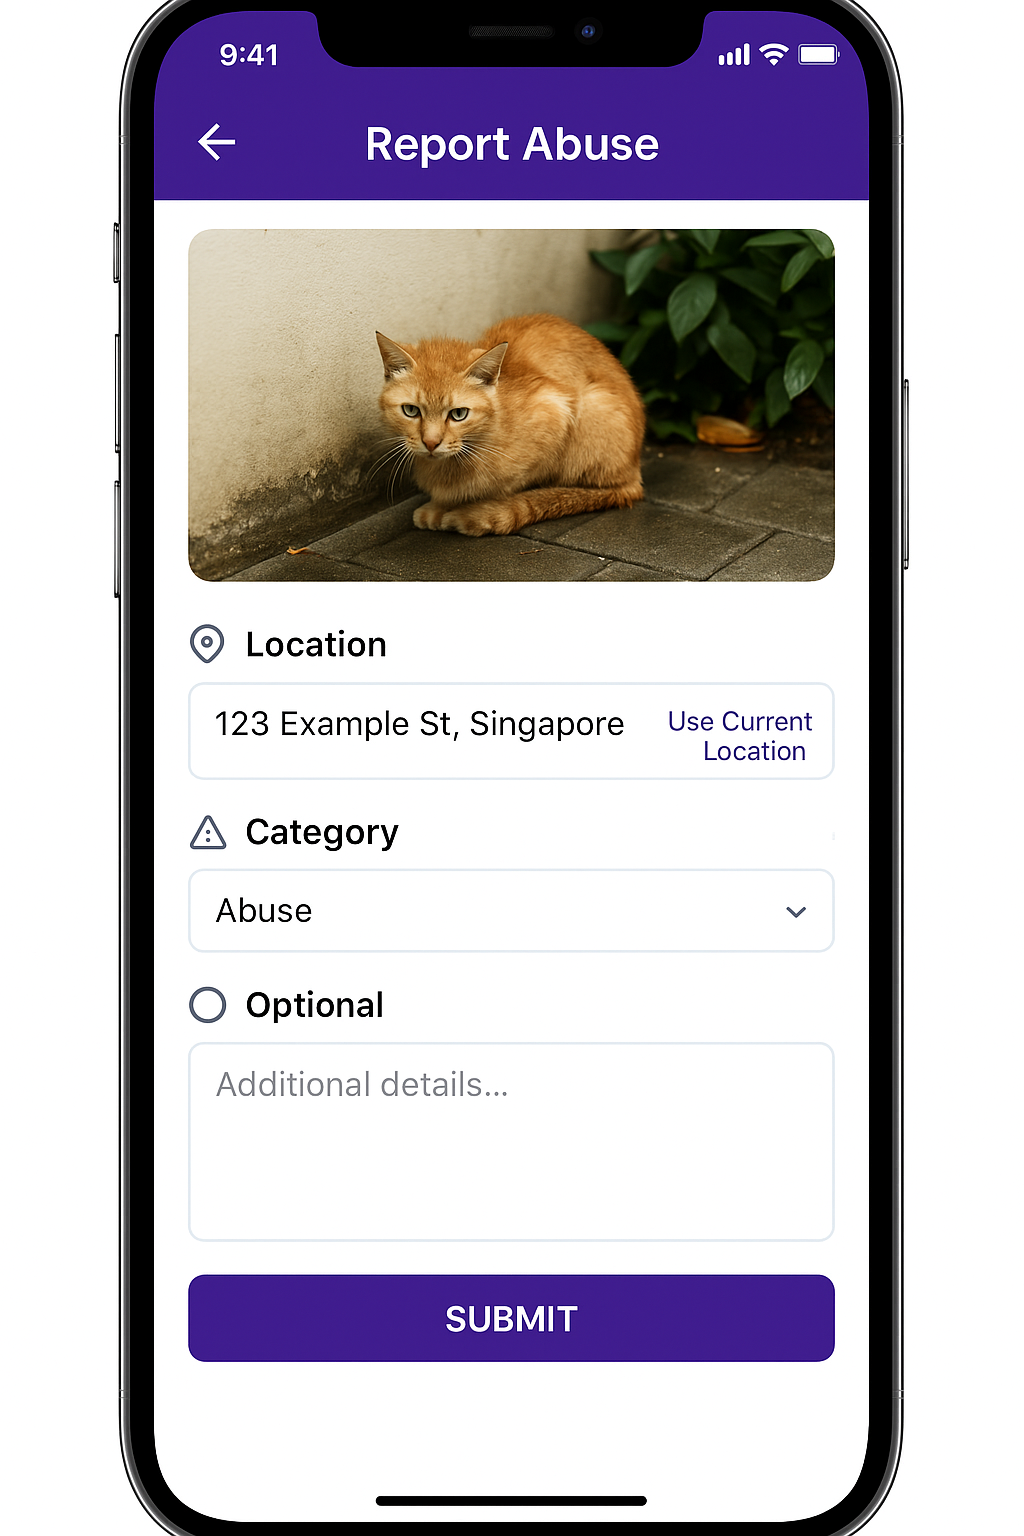 9:41
Report Abuse
Location
123 Example St, Singapore
Use Current
Location
Category
Abuse
Optional
Additional details...
SUBMIT